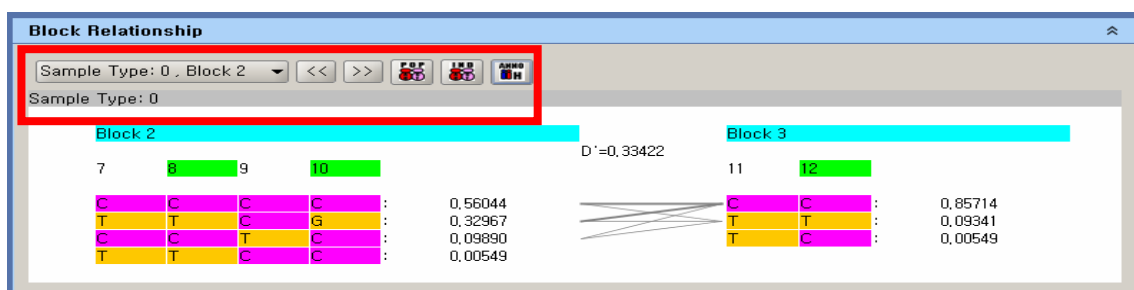 Block Relationship
Sample Type: 0 , Block 2 << >> POP IND ANNO H
Sample Type: 0
Block 2 Block 3
D'=0,33422
7 8 9 10 11 12
C C C C : 0,56044 C C : 0,85714
T T C G : 0,32967 T T : 0,09341
C C T C : 0,09890 T C : 0,00549
T T C C : 0,00549